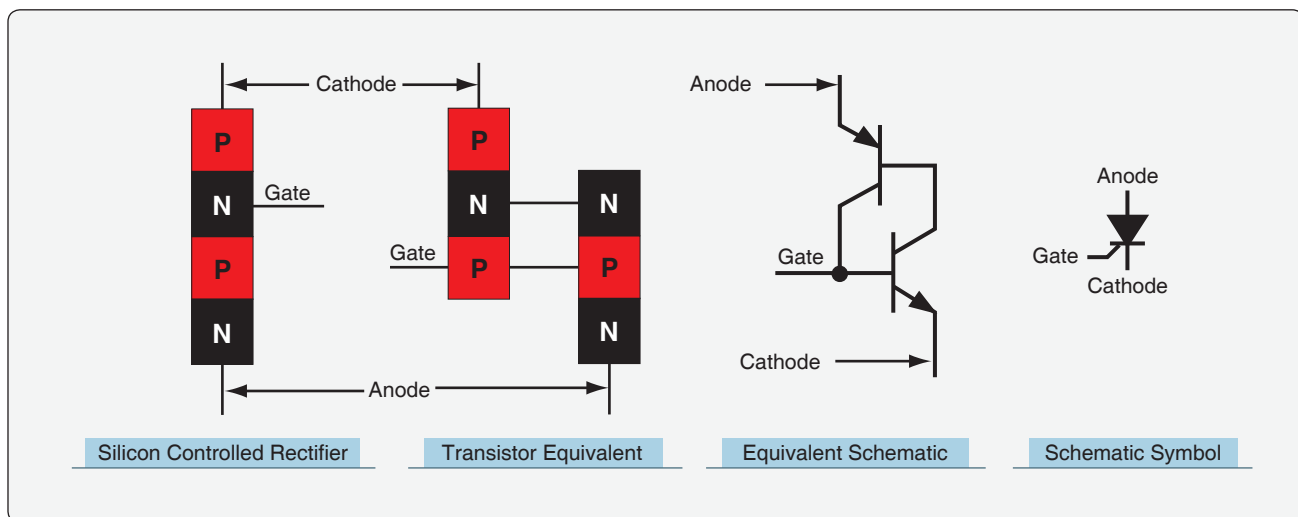 Cathode
P
N
Gate
P
N
P
N
N
Gate
P
P
N
Anode
Anode
Gate
Cathode
Anode
Gate
Cathode
Silicon Controlled Rectifier
Transistor Equivalent
Equivalent Schematic
Schematic Symbol